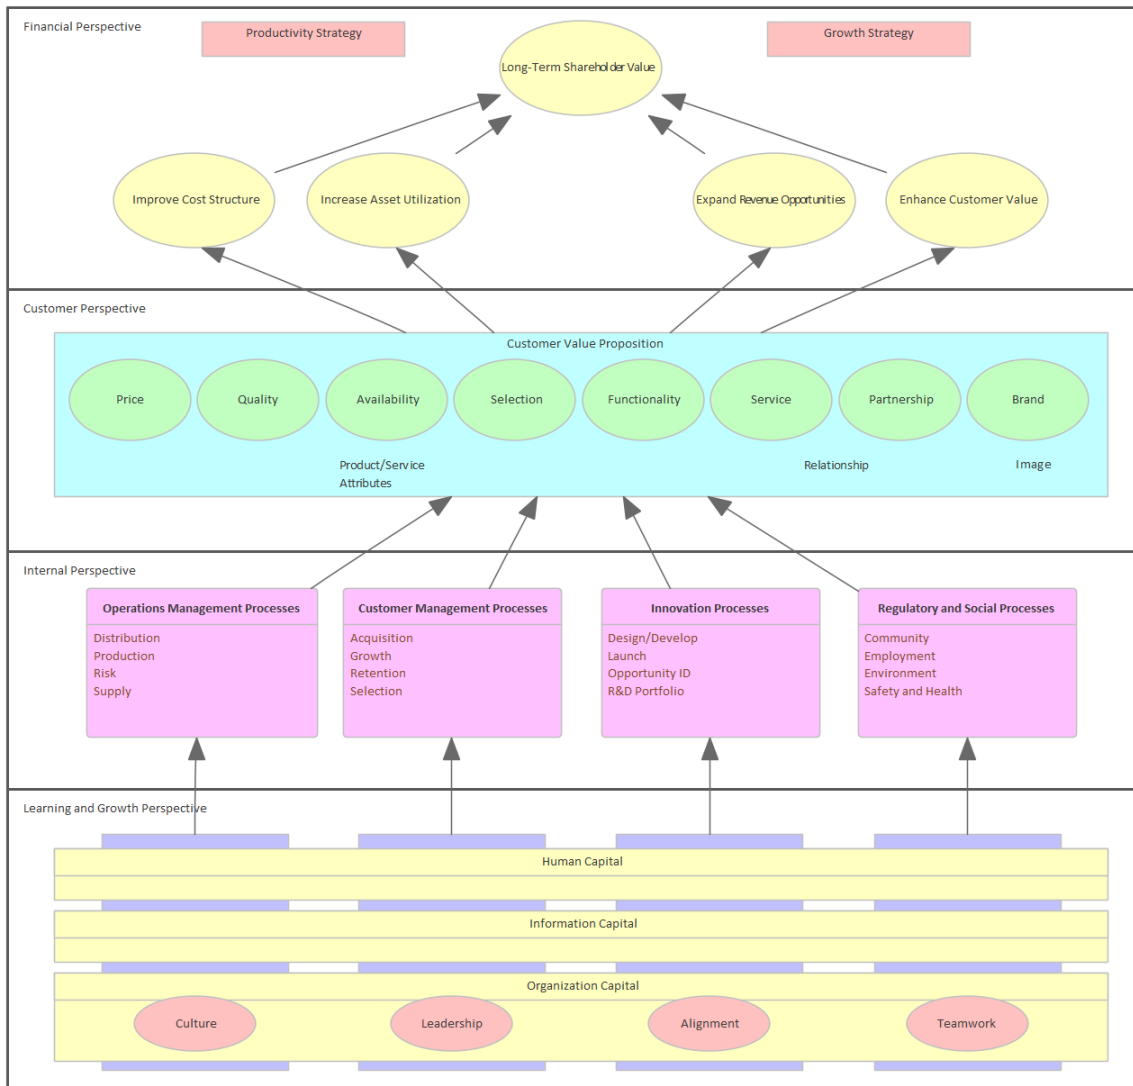 Financial Perspective
Productivity Strategy
Growth Strategy
Long-Term Shareholder Value
Improve Cost Structure
Increase Asset Utilization
Expand Revenue Opportunities
Enhance Customer Value
Customer Perspective
Customer Value Proposition
Price
Quality
Availability
Selection
Functionality
Service
Partnership
Brand
Product/Service
Attributes
Relationship
Image
Internal Perspective
Operations Management Processes
Distribution
Production
Risk
Supply
Customer Management Processes
Acquisition
Growth
Retention
Selection
Innovation Processes
Design/Develop
Launch
Opportunity ID
R&D Portfolio
Regulatory and Social Processes
Community
Employment
Environment
Safety and Health
Learning and Growth Perspective
Human Capital
Information Capital
Organization Capital
Culture
Leadership
Alignment
Teamwork